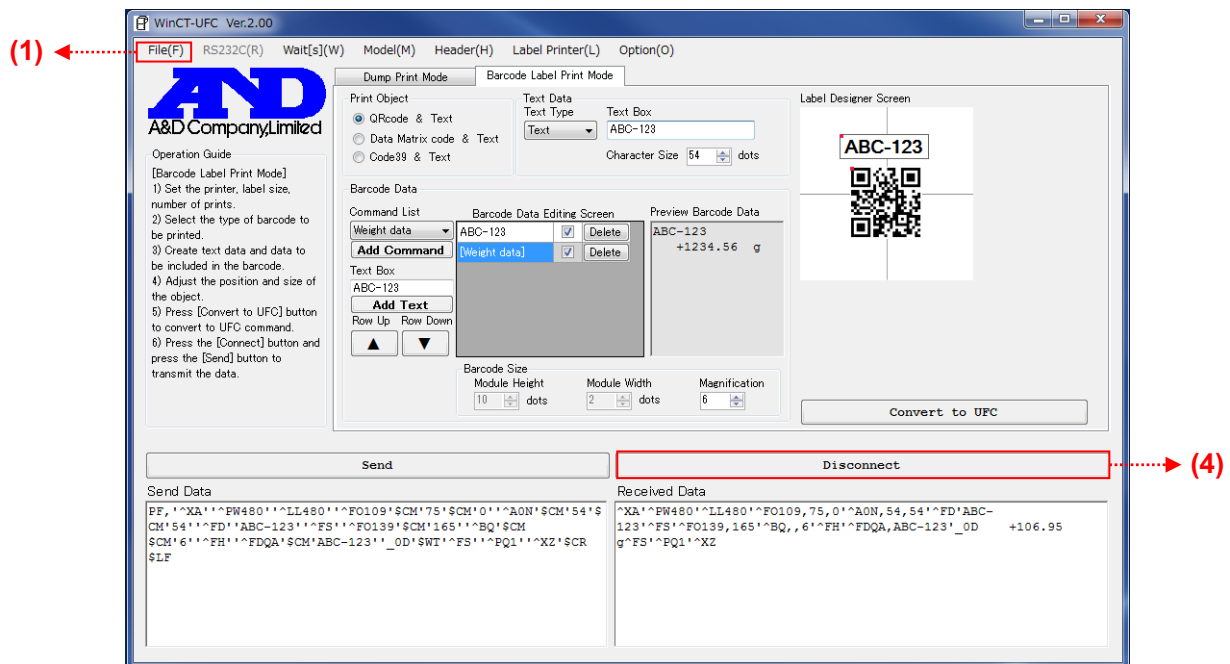 WinCT-UFC Ver.2.00
(1)
File(F) RS232C(R) Wait[s](W) Model(M) Header(H) Label Printer(L) Option(O)
AND
A&D Company,Limited
Operation Guide
[Barcode Label Print Mode]
1) Set the printer, label size,
number of prints.
2) Select the type of barcode to
be printed.
3) Create text data and data to
be included in the barcode.
4) Adjust the position and size of
the object.
5) Press [Convert to UFC] button
to convert to UFC command.
6) Press the [Connect] button and
press the [Send] button to
transmit the data.
Dump Print Mode Barcode Label Print Mode
Print Object
QRcode & Text
Data Matrix code & Text
Code39 & Text
Text Data
Text Type Text Box
Text ABC-123
Character Size 54 dots
Barcode Data
Command List
Weight data
Add Command
Text Box
ABC-123
Add Text
Row Up Row Down
▲ ▼
Barcode Data Editing Screen
ABC-123 Delete
[Weight data] Delete
Preview Barcode Data
ABC-123
+1234.56 g
Barcode Size
Module Height Module Width Magnification
10 dots 2 dots 6
Label Designer Screen
ABC-123
Convert to UFC
Send
Disconnect
(4)
Send Data
PF,'^XA''^PW480''^LL480''^FO109'$CM'75'$CM'0''^A0N'$CM'54'$
CM'54''^FD''ABC-123''^FS''^FO139'$CM'165''^BQ'$CM
$CM'6''^FH''^FDQA'$CM'ABC-123''_0D'$WT'^FS''^PQ1''^XZ'$CR
$LF
Received Data
^XA'^PW480'^LL480'^FO109,75,0'^A0N,54,54'^FD'ABC-
123'^FS'^FO139,165'^BQ,,6'^FH'^FDQA,ABC-123'_0D +106.95
g^FS'^PQ1'^XZ